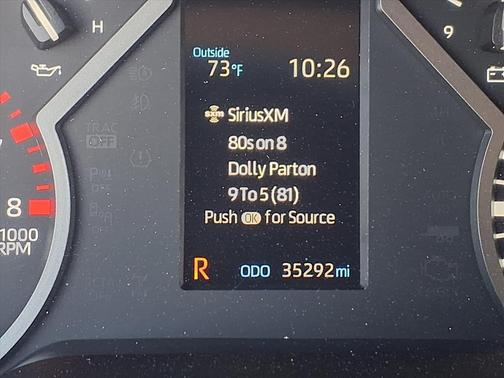 H
9
Outside
73°F 10:26
sxm SiriusXM
80s on 8
Dolly Parton
9 To 5 (81)
Push OK for Source
TRAC
OFF
8
1000
RPM
R ODO 35292 mi